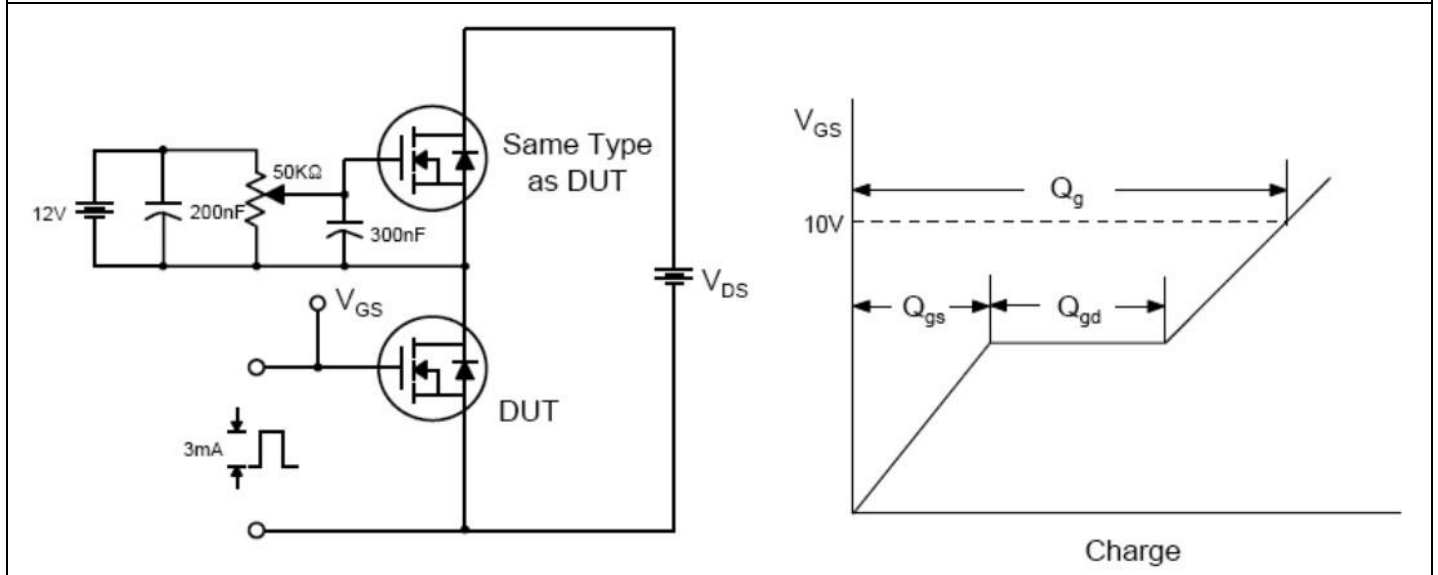 Same Type
as DUT
50KΩ
12V
200nF
300nF
V_GS
V_DS
DUT
3mA
V_GS
Q_g
10V
Q_gs
Q_gd
Charge